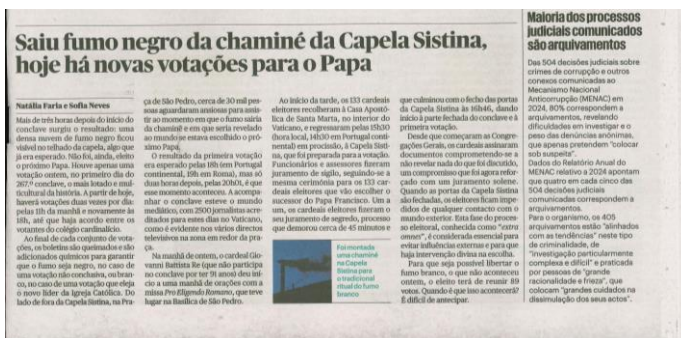 Saiu fumo negro da chaminé da Capela Sistina,
hoje há novas votações para o Papa
Natália Faria e Sofia Neves
Mais de três horas depois do início do
conclave surgiu o resultado: uma
densa nuvem de fumo negro ficou
visível no telhado da capela, algo que
já era esperado. Não foi, ainda, eleito
o próximo Papa. Houve apenas uma
votação ontem, no primeiro dia do
267.º conclave, o mais lotado e mul-
ticultural da história. A partir de hoje,
haverá votações duas vezes por dia:
pelas 11h da manhã e novamente às
18h, até que haja acordo entre os
votantes do colégio cardinalício.
Ao final de cada conjunto de vota-
ções, os boletins são queimados e são
adicionados químicos para garantir
que o fumo seja negro, no caso de
uma votação não conclusiva, ou bran-
co, no caso de uma votação que eleja
o novo líder da Igreja Católica. Do
lado de fora da Capela Sistina, na Pra-
ça de São Pedro, cerca de 30 mil pes-
soas aguardaram ansiosas para assis-
tir ao momento em que o fumo sairia
da chaminé e em que seria revelado
ao mundo se estava escolhido o pró-
ximo Papa.
O resultado da primeira votação
era esperado pelas 18h (em Portugal
continental, 19h em Roma), mas só
duas horas depois, pelas 20h01, é que
esse momento aconteceu. A acompa-
nhar o conclave esteve o mundo
mediático, com 2500 jornalistas acre-
ditados para estes dias no Vaticano,
como é evidente nos vários directos
televisivos na zona em redor da pra-
ça.
Na manhã de ontem, o cardeal Gio-
vanni Battista Re (que não participa
no conclave por ter 91 anos) deu iní-
cio a uma manhã de orações com a
missa Pro Eligendo Romano, que teve
lugar na Basílica de São Pedro.
Ao início da tarde, os 133 cardeais
eleitores recolheram à Casa Apostó-
lica de Santa Marta, no interior do
Vaticano, e regressaram pelas 15h30
(hora local, 14h30 em Portugal conti-
nental) em procissão, à Capela Sisti-
na, que foi preparada para a votação.
Funcionários e assessores fizeram
juramento de sigilo, seguindo-se a
mesma cerimónia para os 133 car-
deais eleitores que vão escolher o
sucessor do Papa Francisco. Um a
um, os cardeais eleitores fizeram o
seu juramento de segredo, processo
que demorou cerca de 45 minutos e
Foi montada
uma chaminé
na Capela
Sistina para
o tradicional
ritual do fumo
branco
que culminou com o fecho das portas
da Capela Sistina às 16h46, dando
início à parte fechada do conclave e à
primeira votação.
Desde que começaram as Congre-
gações Gerais, os cardeais assinaram
documentos comprometendo-se a
não revelar nada do que foi discutido,
um compromisso que foi agora refor-
çado com um juramento solene.
Quando as portas da Capela Sistina
são fechadas, os eleitores ficam impe-
didos de qualquer contacto com o
mundo exterior. Esta fase do proces-
so eleitoral, conhecida como "extra
omnes", é considerada essencial para
evitar influências externas e para que
haja intervenção divina na escolha.
Para que seja possível libertar o
fumo branco, o que não aconteceu
ontem, o eleito terá de reunir 89
votos. Quando é que isso acontecerá?
É difícil de antecipar.
Maioria dos processos
judiciais comunicados
são arquivamentos
Das 504 decisões judiciais sobre
crimes de corrupção e outros
conexos comunicadas ao
Mecanismo Nacional
Anticorrupção (MENAC) em
2024, 80% correspondem a
arquivamentos, revelando
dificuldades em investigar e o
peso das denúncias anónimas,
que apenas pretendem "colocar
sob suspeita".
Dados do Relatório Anual do
MENAC relativo a 2024 apontam
que quatro em cada cinco das
504 decisões judiciais
comunicadas correspondem a
arquivamentos.
Para o organismo, os 405
arquivamentos estão "alinhados
com as tendências" neste tipo
de criminalidade, de
"investigação particularmente
complexa e difícil" e praticada
por pessoas de "grande
racionalidade e frieza", que
colocam "grandes cuidados na
dissimulação dos seus actos".